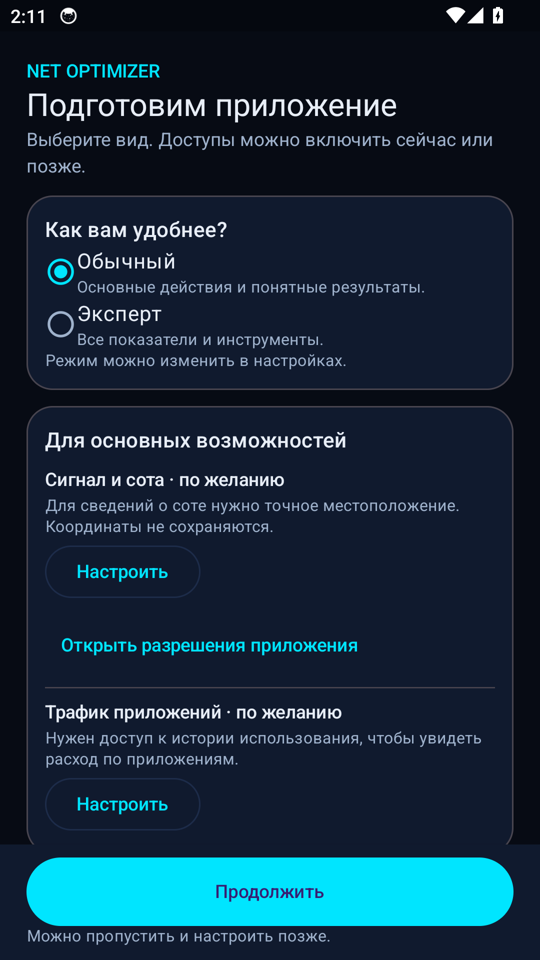 2:11
NET OPTIMIZER
Подготовим приложение
Выберите вид. Доступы можно включить сейчас или
позже.
Как вам удобнее?
Обычный
Основные действия и понятные результаты.
Эксперт
Все показатели и инструменты.
Режим можно изменить в настройках.
Для основных возможностей
Сигнал и сота · по желанию
Для сведений о соте нужно точное местоположение.
Координаты не сохраняются.
Настроить
Открыть разрешения приложения
Трафик приложений · по желанию
Нужен доступ к истории использования, чтобы увидеть
расход по приложениям.
Настроить
Продолжить
Можно пропустить и настроить позже.